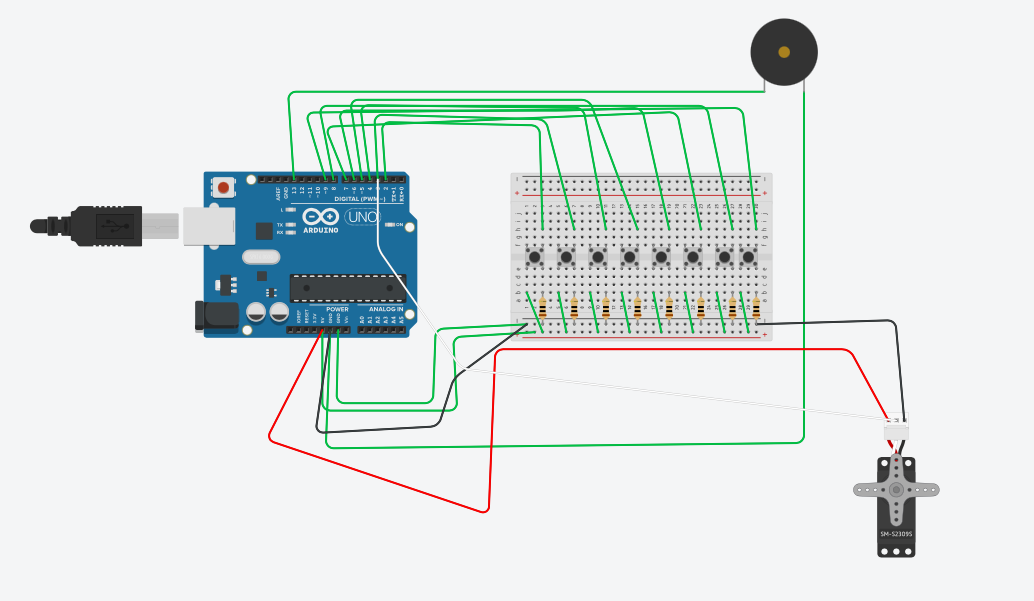 AREF
GND
13
12
~11
~10
~9
8
7
~6
~5
4
2
TX→1
RX←0
DIGITAL (PWM~)
L
TX
RX
UNO
ON
ARDUINO
POWER
ANALOG IN
IOREF
RESET
3.3V
5V
GND
GND
Vin
A0
A1
A2
A3
A4
A5
SM-S2309S